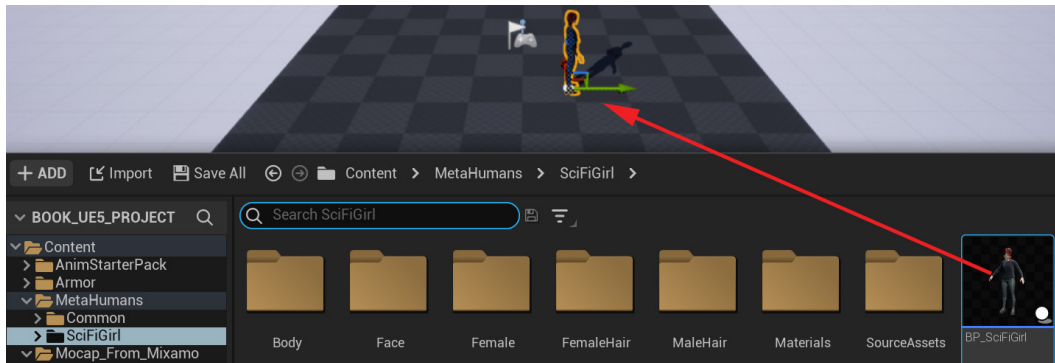 + ADD Import Save All Content > MetaHumans > SciFiGirl >
BOOK_UE5_PROJECT
Search SciFiGirl
Content
AnimStarterPack
Armor
MetaHumans
Common
SciFiGirl
Mocap_From_Mixamo
Body Face Female FemaleHair MaleHair Materials SourceAssets BP_SciFiGirl